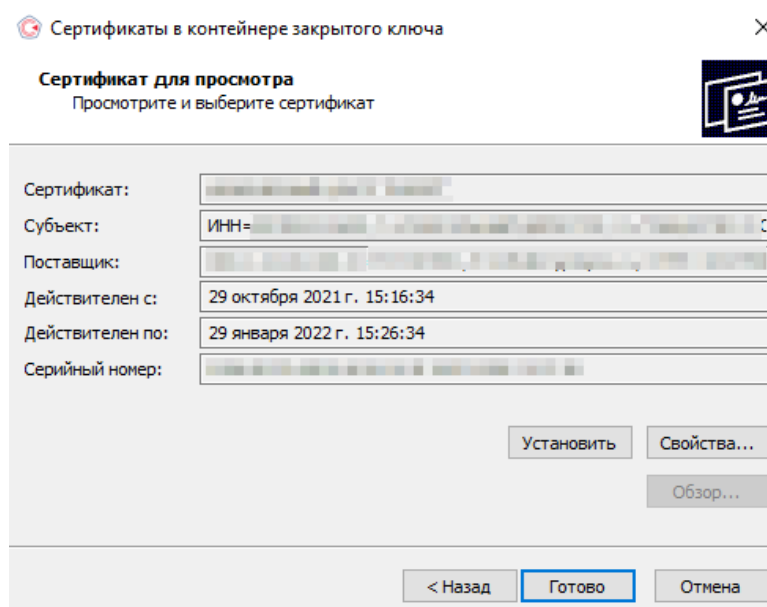 Сертификаты в контейнере закрытого ключа
Сертификат для просмотра
Просмотрите и выберите сертификат
Сертификат:
Субъект: ИНН=
Поставщик:
Действителен с: 29 октября 2021 г. 15:16:34
Действителен по: 29 января 2022 г. 15:26:34
Серийный номер:
Установить Свойства...
Обзор...
< Назад Готово Отмена